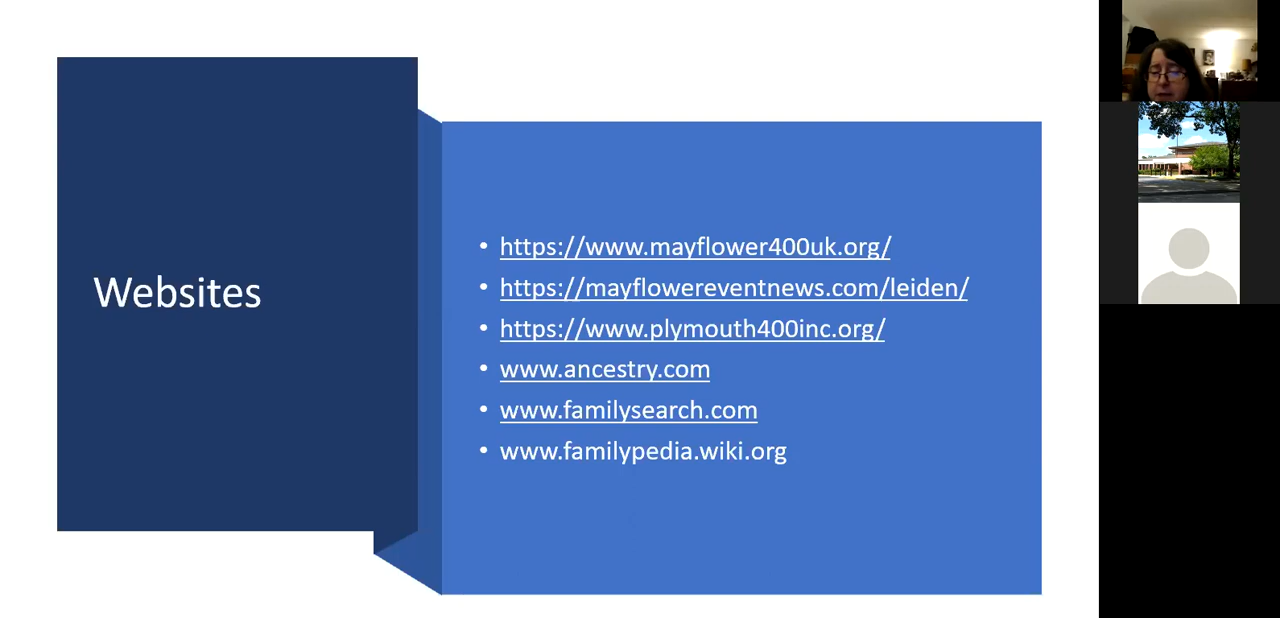 Websites
• https://www.mayflower400uk.org/
• https://mayflowereventnews.com/leiden/
• https://www.plymouth400inc.org/
• www.ancestry.com
• www.familysearch.com
• www.familypedia.wiki.org